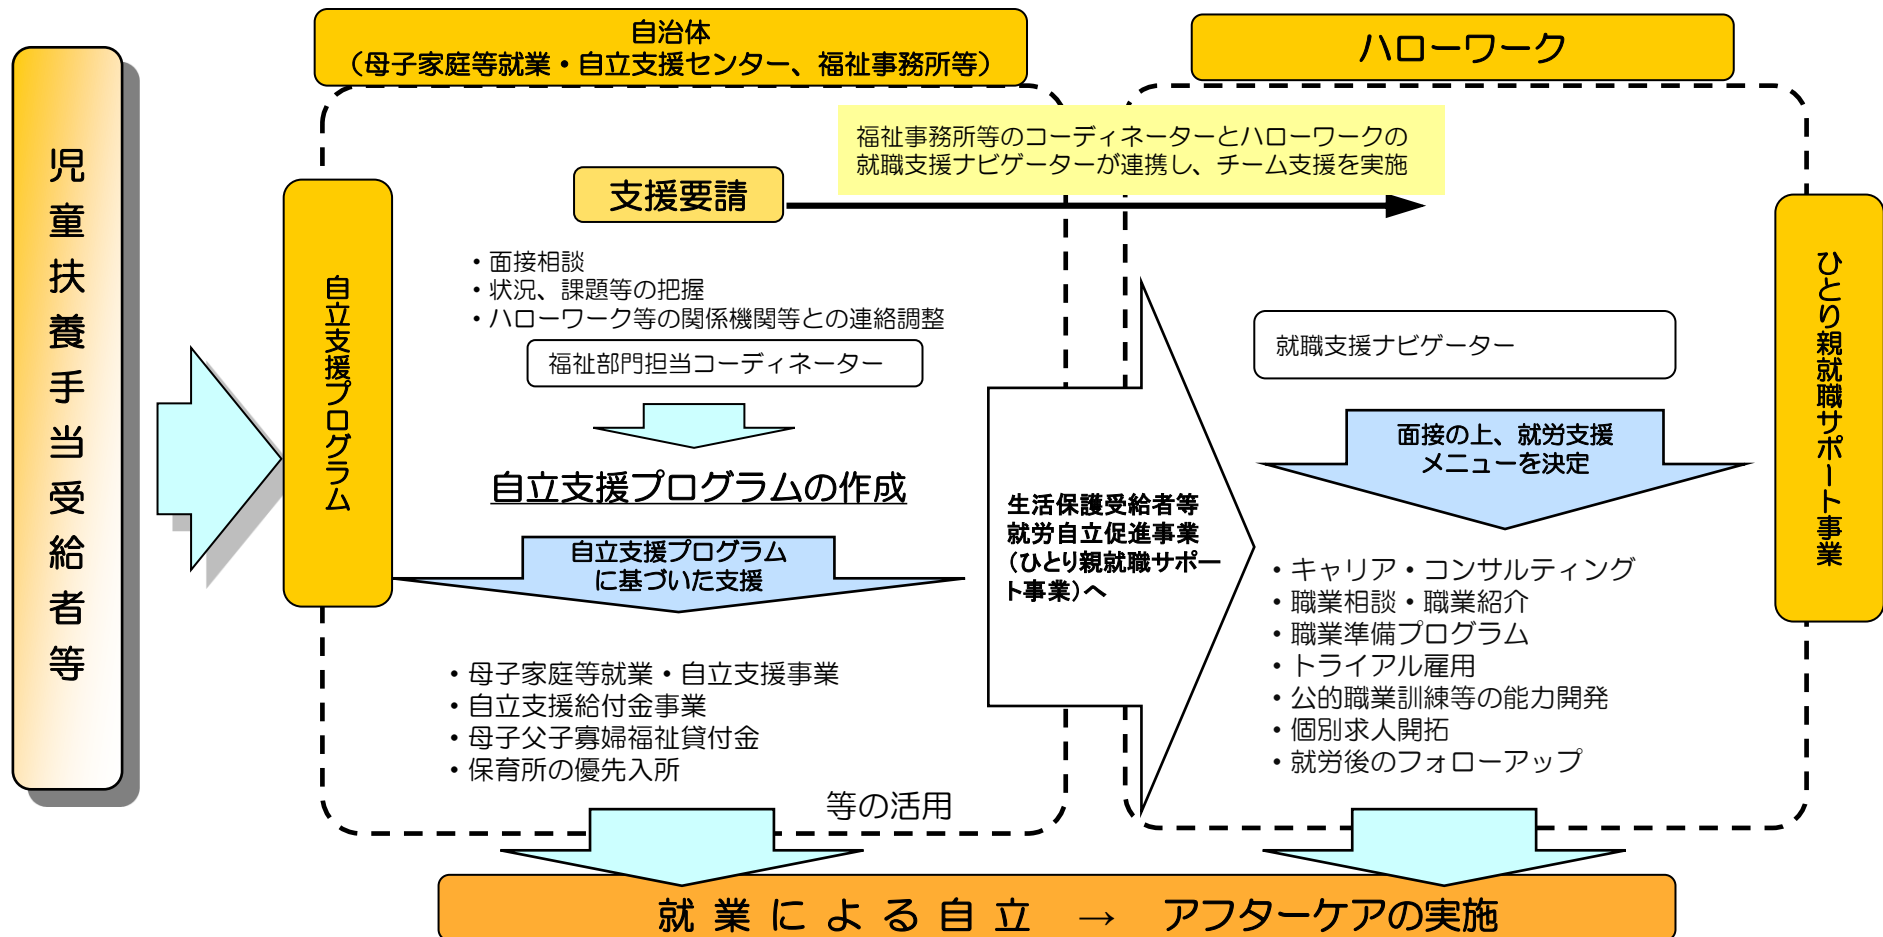 児童扶養手当受給者等
自治体
（母子家庭等就業・自立支援センター、福祉事務所等）
自立支援プログラム
支援要請
福祉事務所等のコーディネーターとハローワークの
就職支援ナビゲーターが連携し、チーム支援を実施
・面接相談
・状況、課題等の把握
・ハローワーク等の関係機関等との連絡調整
福祉部門担当コーディネーター
自立支援プログラムの作成
自立支援プログラム
に基づいた支援
・母子家庭等就業・自立支援事業
・自立支援給付金事業
・母子父子寡婦福祉貸付金
・保育所の優先入所
等の活用
生活保護受給者等
就労自立促進事業
（ひとり親就職サポー
ト事業）へ
ハローワーク
就職支援ナビゲーター
面接の上、就労支援
メニューを決定
・キャリア・コンサルティング
・職業相談・職業紹介
・職業準備プログラム
・トライアル雇用
・公的職業訓練等の能力開発
・個別求人開拓
・就労後のフォローアップ
ひとり親就職サポート事業
就業による自立　→　アフターケアの実施